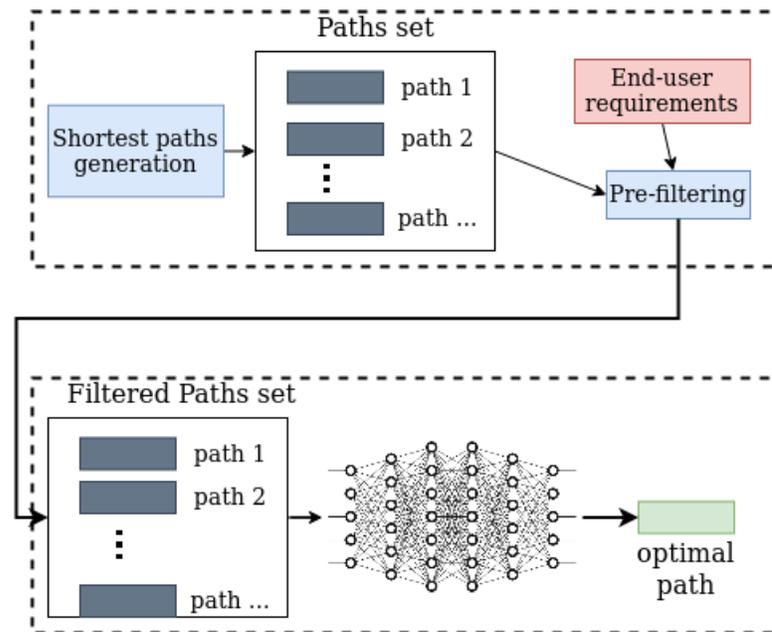 Paths set
Shortest paths
generation
path 1
path 2
path ...
End-user
requirements
Pre-filtering
Filtered Paths set
path 1
path 2
path ...
optimal
path